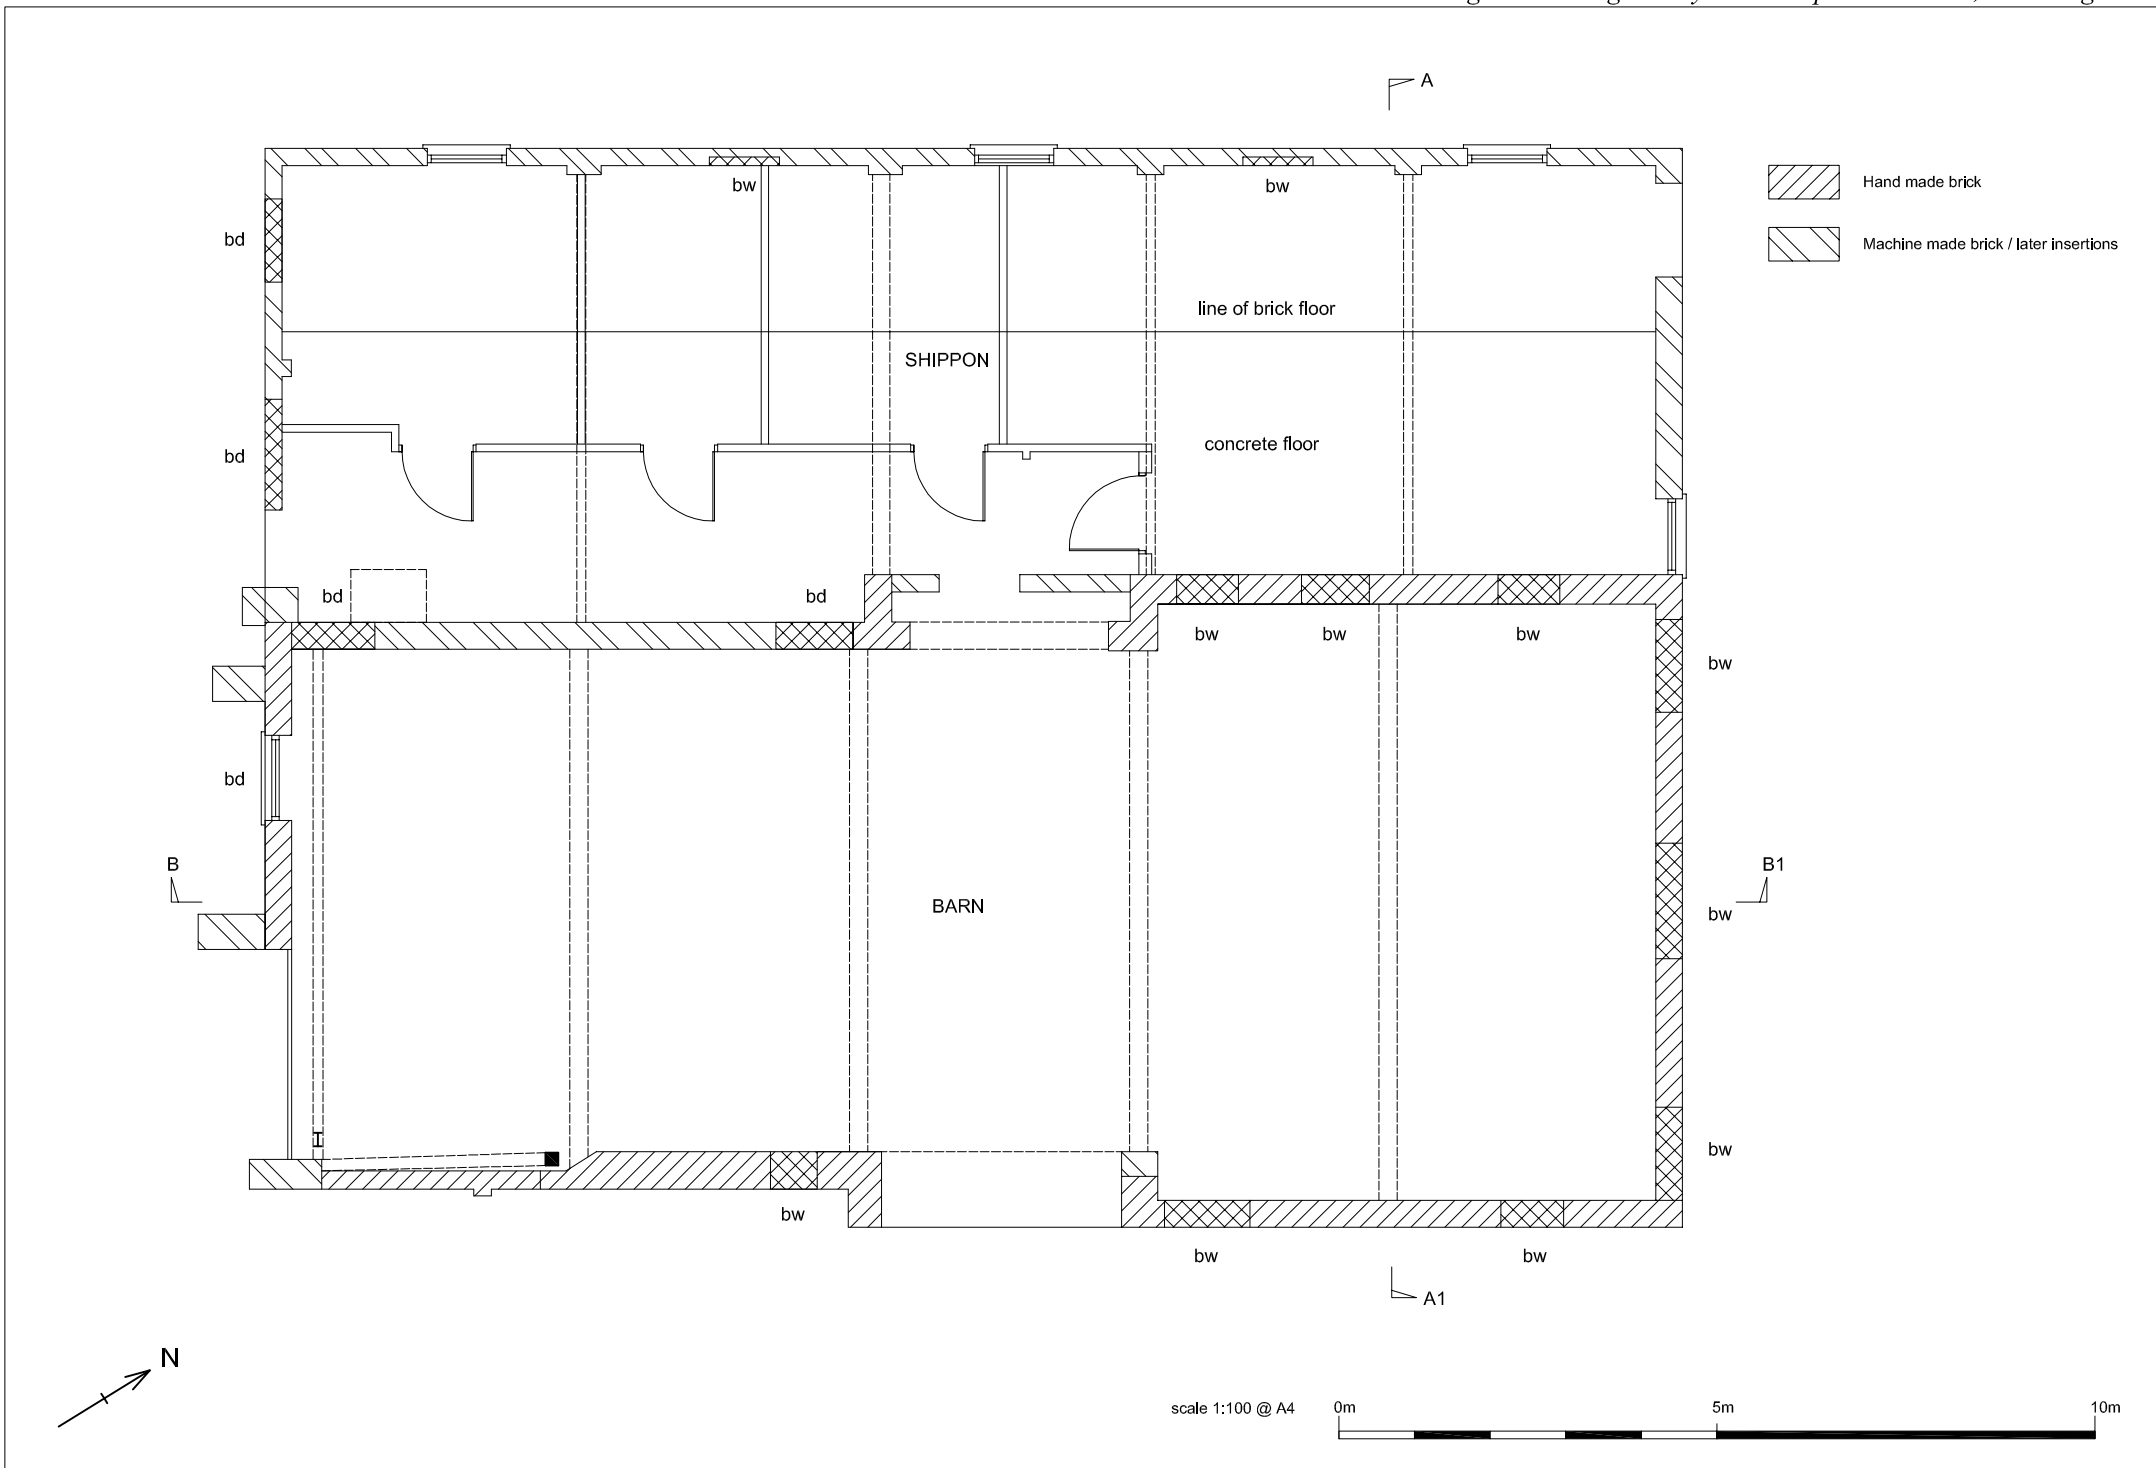 A
bw
bw
Hand made brick
bd
Machine made brick / later insertions
line of brick floor
SHIPPON
concrete floor
bd
bd
bd
bw
bw
bw
bw
bd
B
B1
BARN
bw
I
bw
bw
bw
bw
A1
N
scale 1:100 @ A4
0m
5m
10m